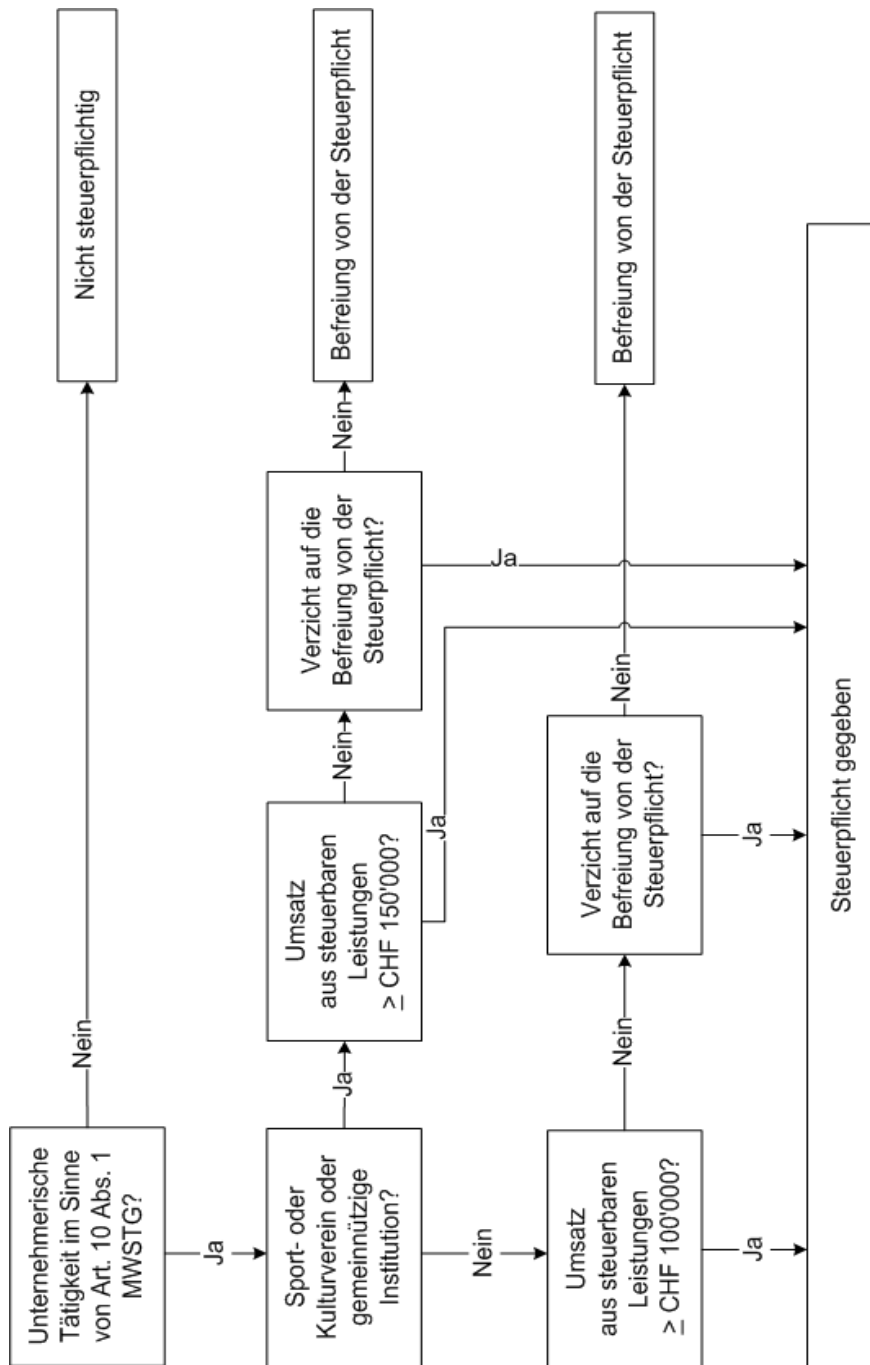 Unternehmerische
Tätigkeit im Sinne
von Art. 10 Abs. 1
MWSTG?
Nein
Nicht steuerpflichtig
Ja
Sport- oder
Kulturverein oder
gemeinnützige
Institution?
Ja
Umsatz
aus steuerbaren
Leistungen
≥ CHF 150'000?
Nein
Verzicht auf die
Befreiung von der
Steuerpflicht?
Nein
Befreiung von der Steuerpflicht
Nein
Ja
Ja
Umsatz
aus steuerbaren
Leistungen
≥ CHF 100'000?
Nein
Verzicht auf die
Befreiung von der
Steuerpflicht?
Nein
Befreiung von der Steuerpflicht
Ja
Ja
Steuerpflicht gegeben